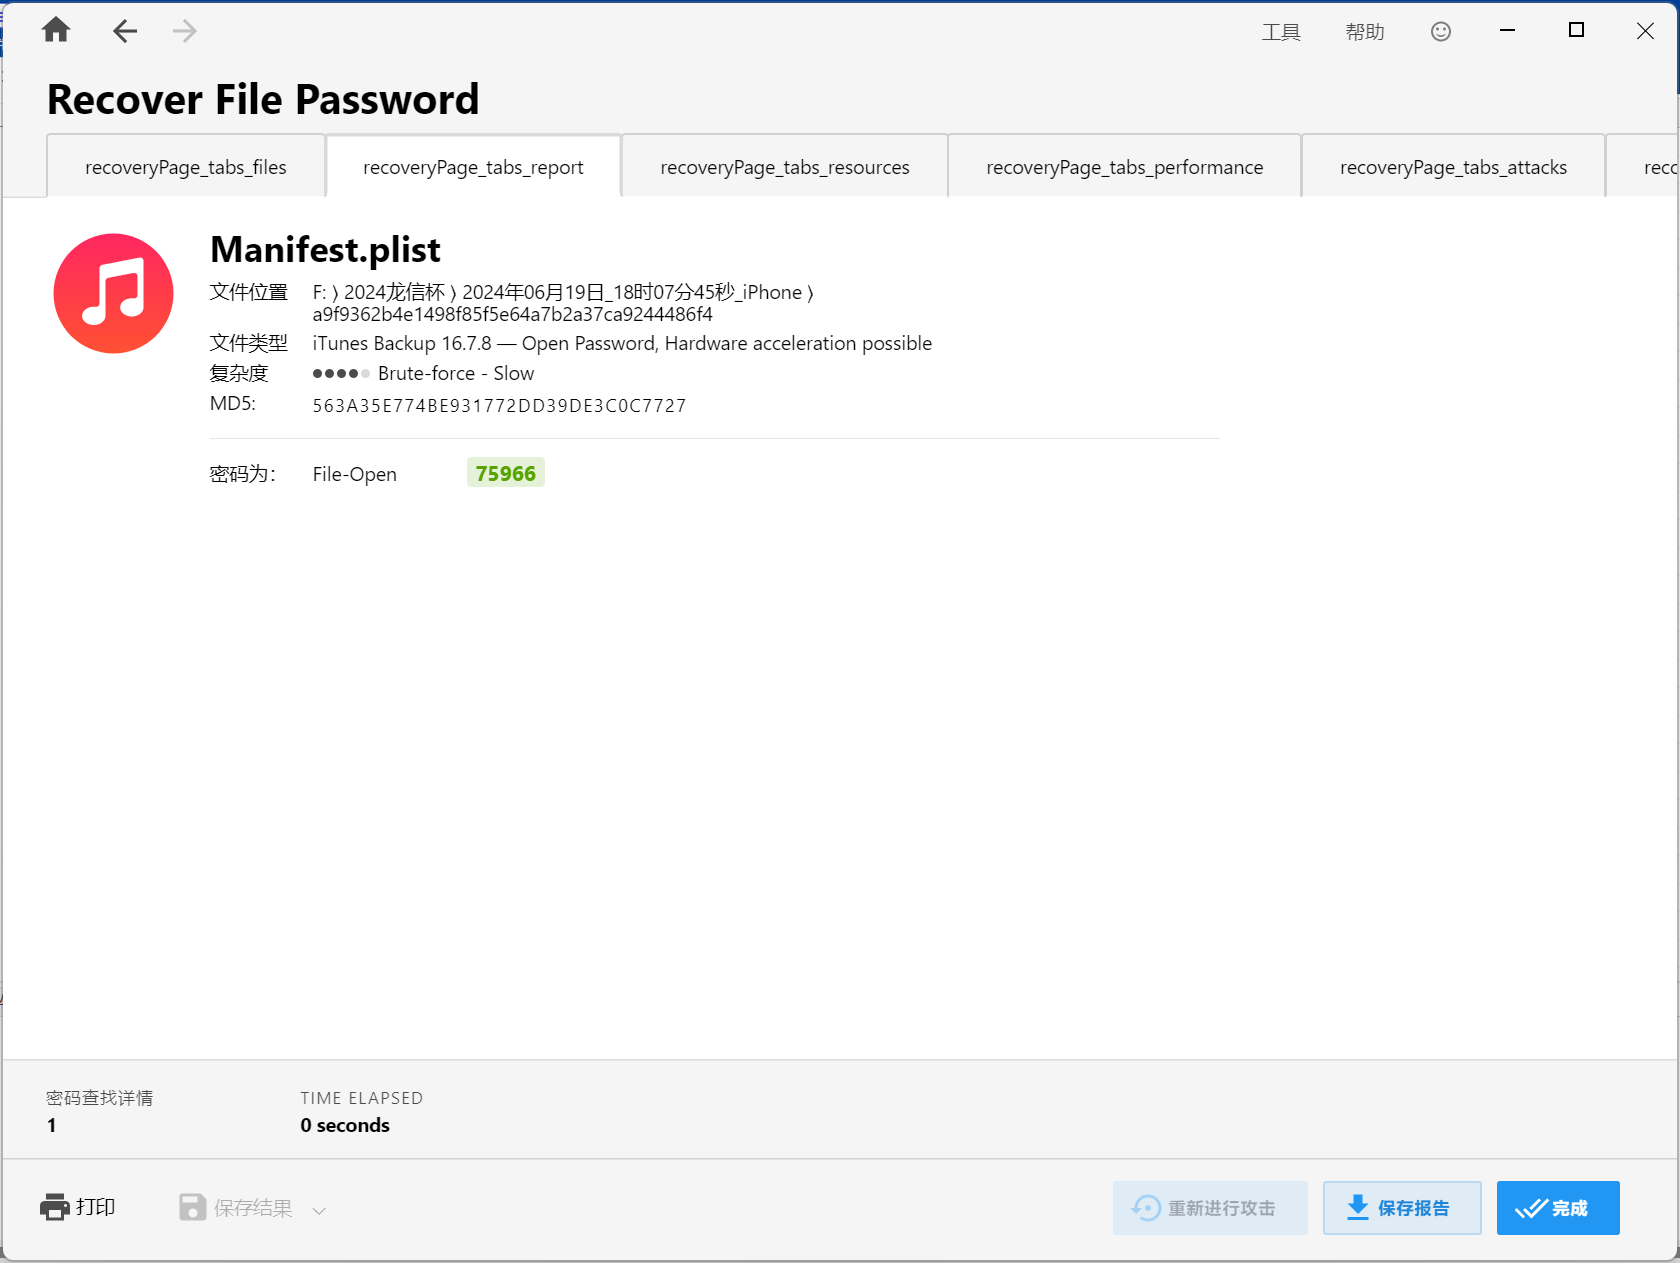 工具 帮助
Recover File Password
recoveryPage_tabs_files recoveryPage_tabs_report recoveryPage_tabs_resources recoveryPage_tabs_performance recoveryPage_tabs_attacks
Manifest.plist
文件位置 F: ⟩ 2024龙信杯 ⟩ 2024年06月19日_18时07分45秒_iPhone ⟩
a9f9362b4e1498f85f5e64a7b2a37ca9244486f4
文件类型 iTunes Backup 16.7.8 — Open Password, Hardware acceleration possible
复杂度 Brute-force - Slow
MD5: 563A35E774BE931772DD39DE3C0C7727
密码为: File-Open 75966
密码查找详情 TIME ELAPSED
1 0 seconds
打印 保存结果 重新进行攻击 保存报告 完成